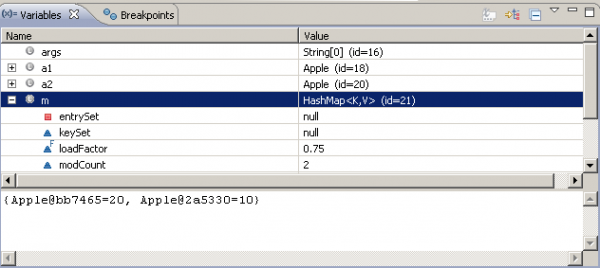 Variables Breakpoints
Name Value
args String[0] (id=16)
a1 Apple (id=18)
a2 Apple (id=20)
m HashMap<K,V> (id=21)
entrySet null
keySet null
F loadFactor 0.75
modCount 2
{Apple@bb7465=20, Apple@2a5330=10}